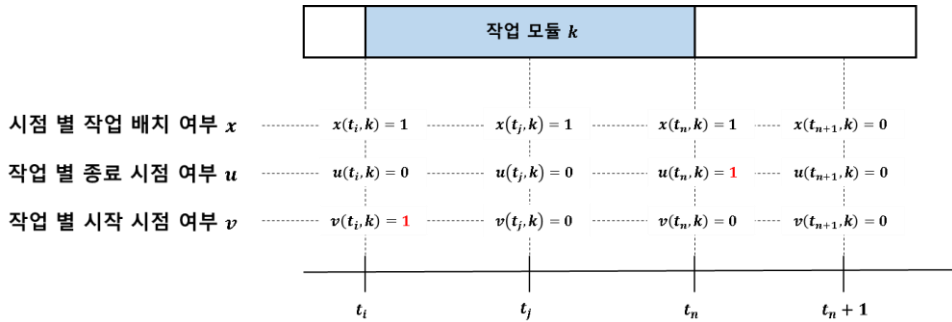 작업 모듈 k
시점 별 작업 배치 여부 x x(t_i, k) = 1 x(t_j, k) = 1 x(t_n, k) = 1 x(t_{n+1}, k) = 0
작업 별 종료 시점 여부 u u(t_i, k) = 0 u(t_j, k) = 0 u(t_n, k) = 1 u(t_{n+1}, k) = 0
작업 별 시작 시점 여부 v v(t_i, k) = 1 v(t_j, k) = 0 v(t_n, k) = 0 v(t_{n+1}, k) = 0
t_i t_j t_n t_n + 1